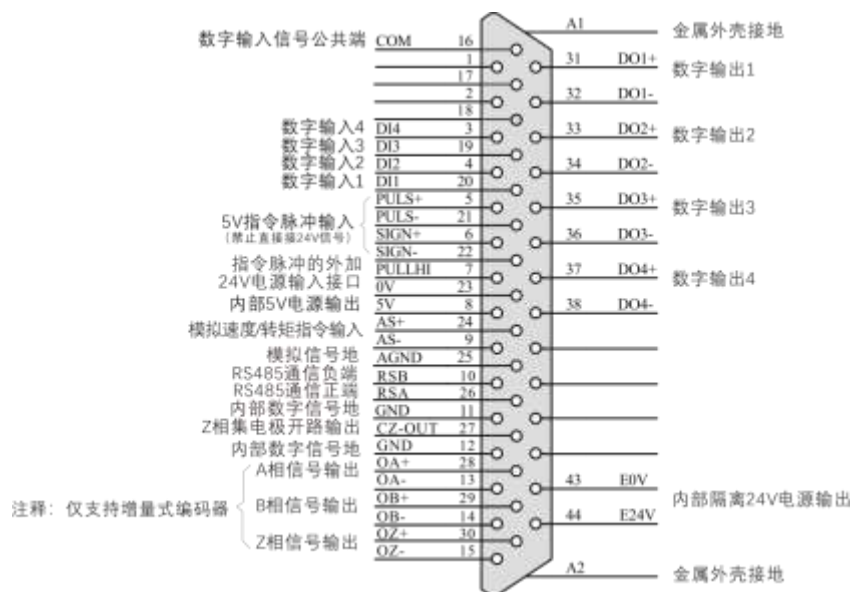 A1 金属外壳接地
数字输入信号公共端 COM 16
1
31 DO1+ 数字输出1
17
2
32 DO1-
18
数字输入4 DI4 3
33 DO2+ 数字输出2
数字输入3 DI3 19
数字输入2 DI2 4
34 DO2-
数字输入1 DI1 20
PULS+ 5
35 DO3+ 数字输出3
5V指令脉冲输入 PULS- 21
(禁止直接接24V信号) SIGN+ 6
36 DO3-
SIGN- 22
指令脉冲的外加 PULLHI 7
37 DO4+ 数字输出4
24V电源输入接口 0V 23
内部5V电源输出 5V 8
38 DO4-
模拟速度/转矩指令输入 AS+ 24
AS- 9
模拟信号地 AGND 25
RS485通信负端 RSB 10
RS485通信正端 RSA 26
内部数字信号地 GND 11
Z相集电极开路输出 CZ-OUT 27
内部数字信号地 GND 12
A相信号输出 OA+ 28
OA- 13
43 E0V
注释：仅支持增量式编码器 B相信号输出 OB+ 29
内部隔离24V电源输出
OB- 14
44 E24V
Z相信号输出 OZ+ 30
OZ- 15
A2 金属外壳接地